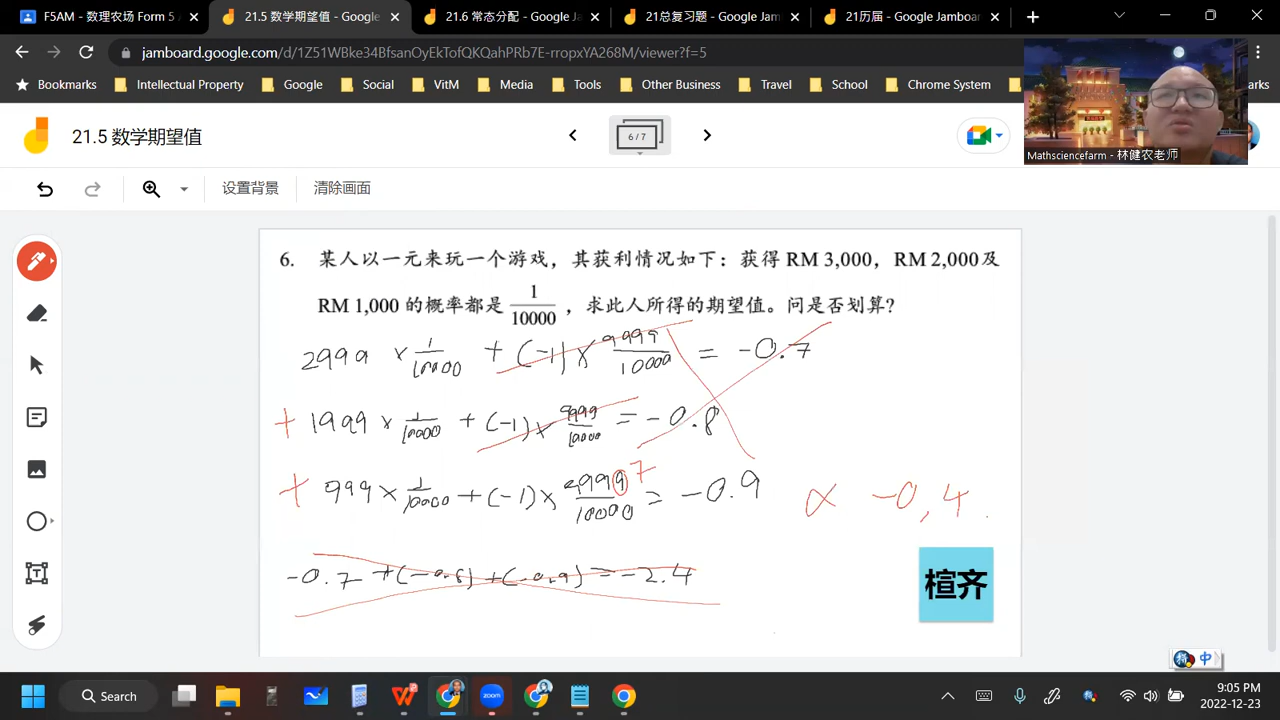 F5AM - 数理农场 Form 5
21.5 数学期望值 - Google
21.6 常态分配 - Google Ja
21总复习题 - Google Jam
21历届 - Google Jamboard
jamboard.google.com/d/1Z51WBke34BfsanOyEkTofQKQahPRb7E-rropxYA268M/viewer?f=5
Bookmarks
Intellectual Property
Google
Social
VitM
Media
Tools
Other Business
Travel
School
Chrome System
Mathsciencefarm - 林健农老师
21.5 数学期望值
6/7
设置背景
清除画面
6. 某人以一元来玩一个游戏，其获利情况如下：获得 RM 3,000，RM 2,000及
RM 1,000 的概率都是 1/10000，求此人所得的期望值。问是否划算？
2999 × 1/10000 + (-1) × 9999/10000 = -0.7
+ 1999 × 1/10000 + (-1) × 9999/10000 = -0.8
+ 999 × 1/10000 + (-1) × 9999/10000 = -0.9
7
-0.4
-0.7 + (-0.8) + (-0.9) = -2.4
楦齐
中
Search
9:05 PM
2022-12-23